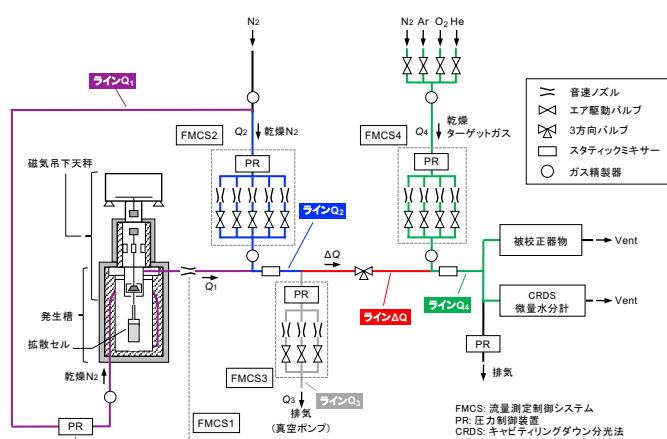 N2
N2 Ar O2 He
ラインQ1
FMCS2
Q2
乾燥N2
FMCS4
Q4
乾燥
ターゲットガス
音速ノズル
エア駆動バルブ
3方向バルブ
スタティックミキサー
ガス精製器
PR
PR
磁気吊下天秤
ラインQ2
ΔQ
Q1
ラインΔQ
ラインQ4
被校正器物
Vent
CRDS
微量水分計
Vent
発生槽
拡散セル
乾燥N2
PR
PR
排気
FMCS3
Q3
ラインQ3
排気
(真空ポンプ)
FMCS1
PR
FMCS: 流量測定制御システム
PR: 圧力制御装置
CRDS: キャビティリングダウン分光法